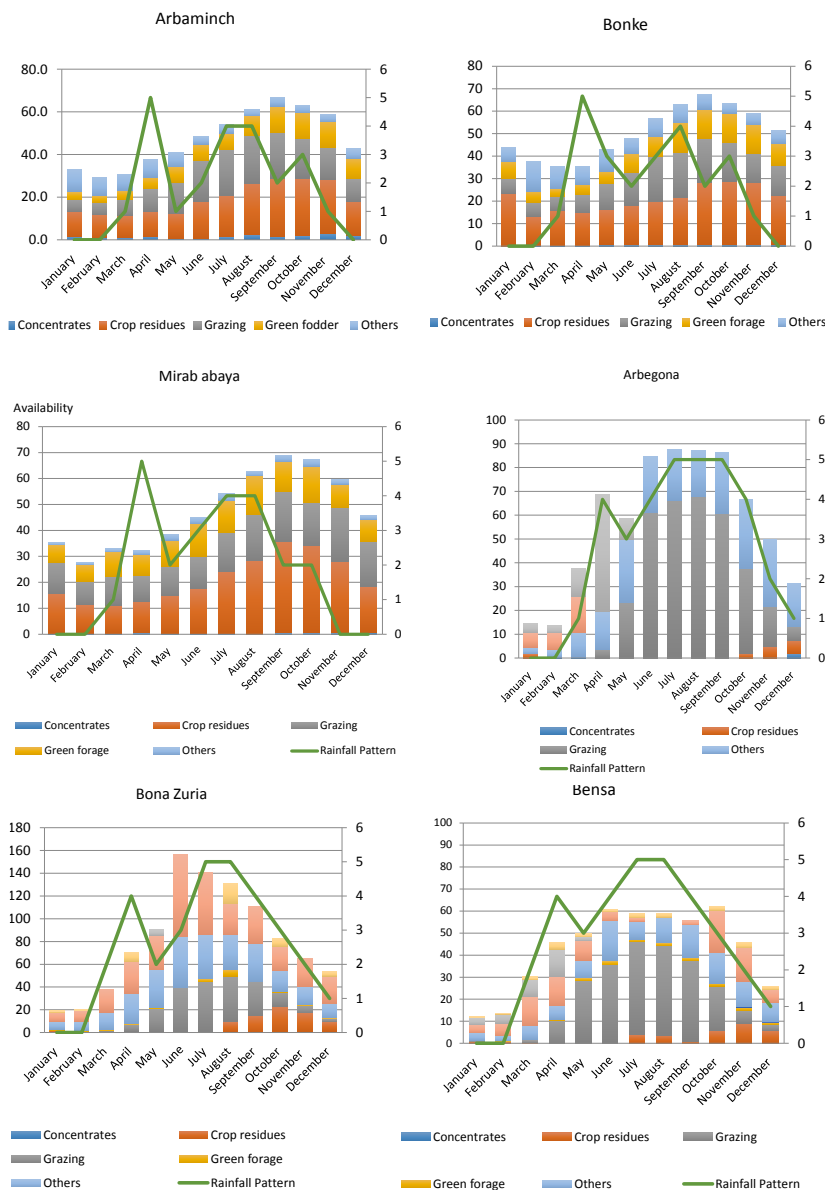 Arbaminch
80.0
60.0
40.0
20.0
0.0
6
5
4
3
2
1
0
January
February
March
April
May
June
July
August
September
October
November
December
Concentrates Crop residues Grazing Green fodder Others
Bonke
80
70
60
50
40
30
20
10
0
6
5
4
3
2
1
0
January
February
March
April
May
June
July
August
September
October
November
December
Concentrates Crop residues Grazing Green forage Others
Mirab abaya
Availability
80
70
60
50
40
30
20
10
0
6
5
4
3
2
1
0
January
February
March
April
May
June
July
August
September
October
November
December
Concentrates Crop residues Grazing
Green forage Others Rainfall Pattern
Arbegona
100
90
80
70
60
50
40
30
20
10
0
6
5
4
3
2
1
0
January
February
March
April
May
June
July
August
September
October
November
December
Concentrates Crop residues
Grazing Others
Rainfall Pattern
Bona Zuria
180
160
140
120
100
80
60
40
20
0
6
5
4
3
2
1
0
January
February
March
April
May
June
July
August
September
October
November
December
Concentrates Crop residues
Grazing Green forage
Others Rainfall Pattern
Bensa
100
90
80
70
60
50
40
30
20
10
0
6
5
4
3
2
1
0
January
February
March
April
May
June
July
August
September
October
November
December
Concentrates Crop residues Grazing
Green forage Others Rainfall Pattern